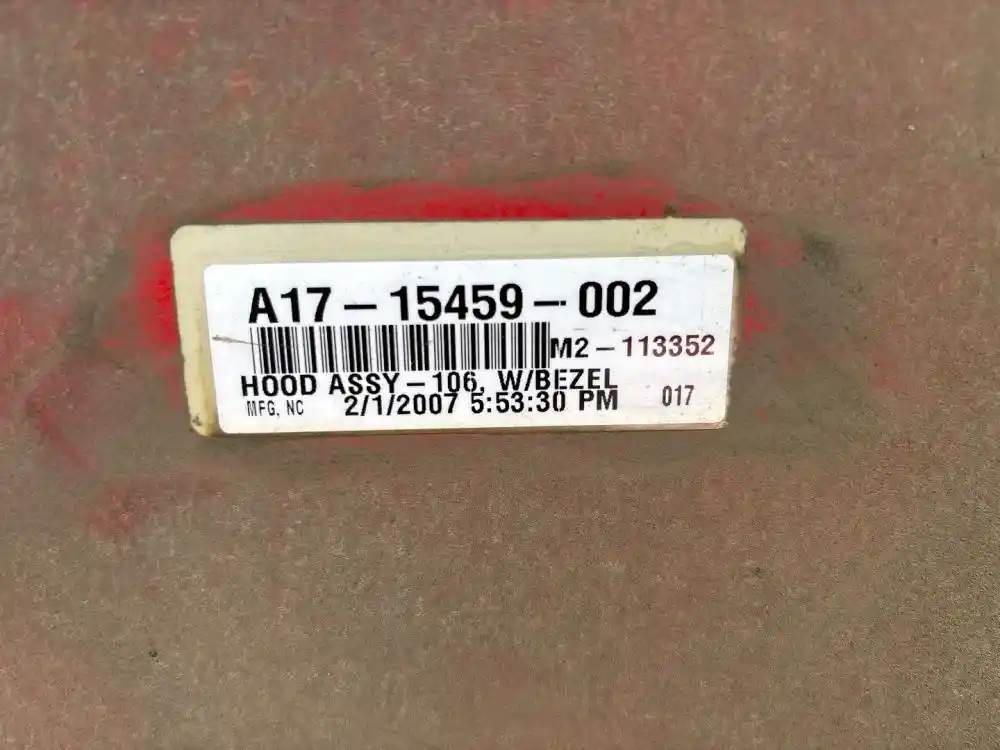 A17-15459-002
M2-113352
HOOD ASSY-106, W/BEZEL
MFG, NC 2/1/2007 5:53:30 PM 017